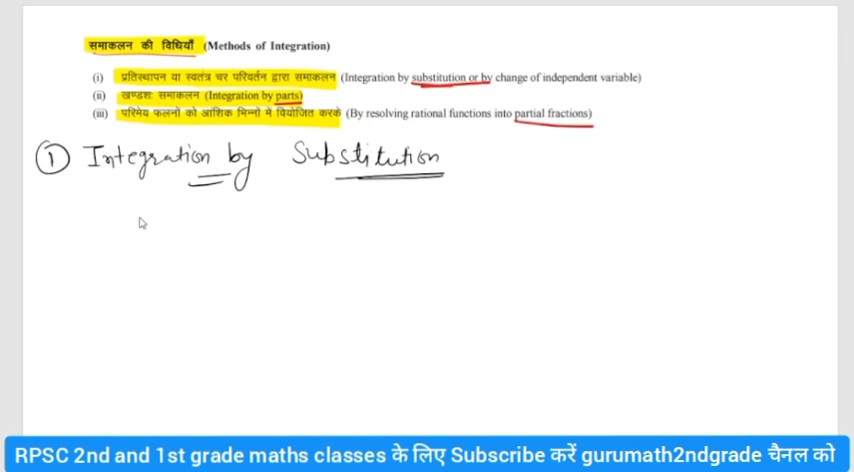 समाकलन की विधियाँ (Methods of Integration)
(i) प्रतिस्थापन या स्वतंत्र चर परिवर्तन द्वारा समाकलन (Integration by substitution or by change of independent variable)
(ii) खण्डशः समाकलन (Integration by parts)
(iii) परिमेय फलनों को आंशिक भिन्नों में वियोजित करके (By resolving rational functions into partial fractions)
① Integration by Substitution
RPSC 2nd and 1st grade maths classes के लिए Subscribe करें gurumath2ndgrade चैनल को